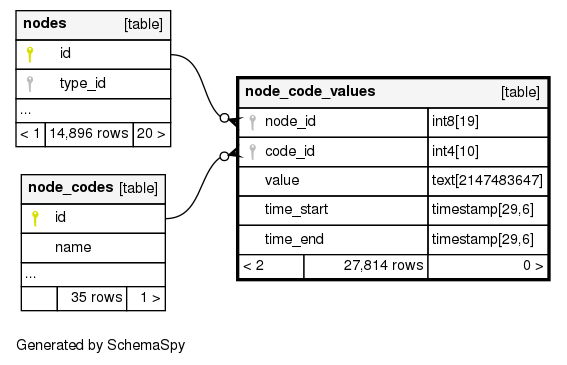 nodes [table]
id
type_id
...
< 1 14,896 rows 20 >
node_codes [table]
id
name
...
35 rows 1 >
node_code_values [table]
node_id int8[19]
code_id int4[10]
value text[2147483647]
time_start timestamp[29,6]
time_end timestamp[29,6]
< 2 27,814 rows 0 >
Generated by SchemaSpy